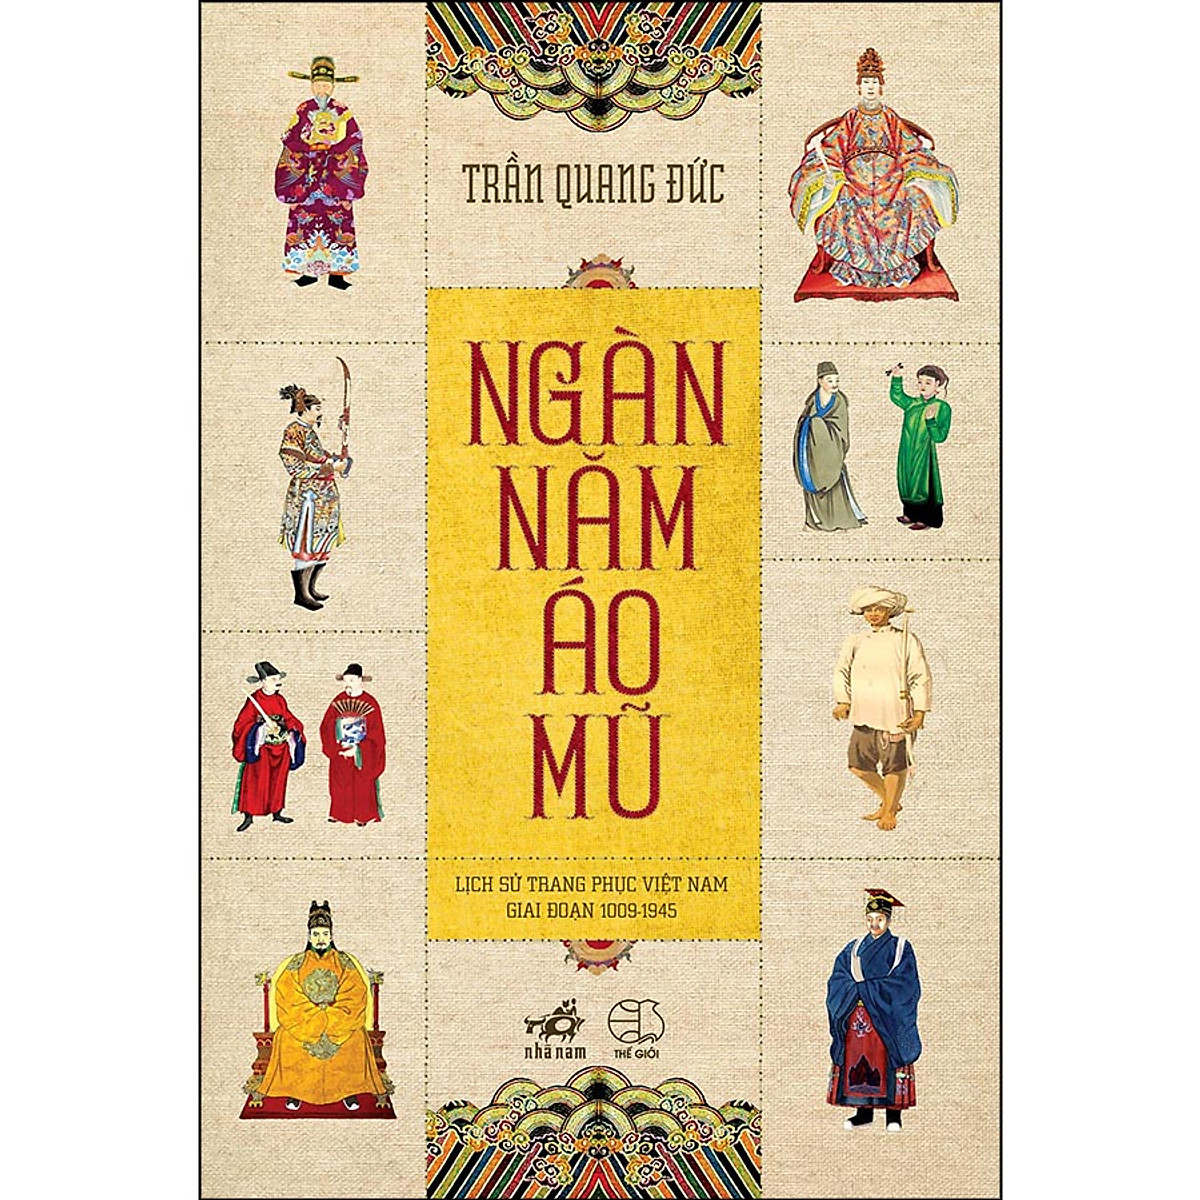 TRẦN QUANG ĐỨC
NGÀN
NĂM
ÁO
MŨ
LỊCH SỬ TRANG PHỤC VIỆT NAM
GIAI ĐOẠN 1009-1945
nhã nam
THẾ GIỚI